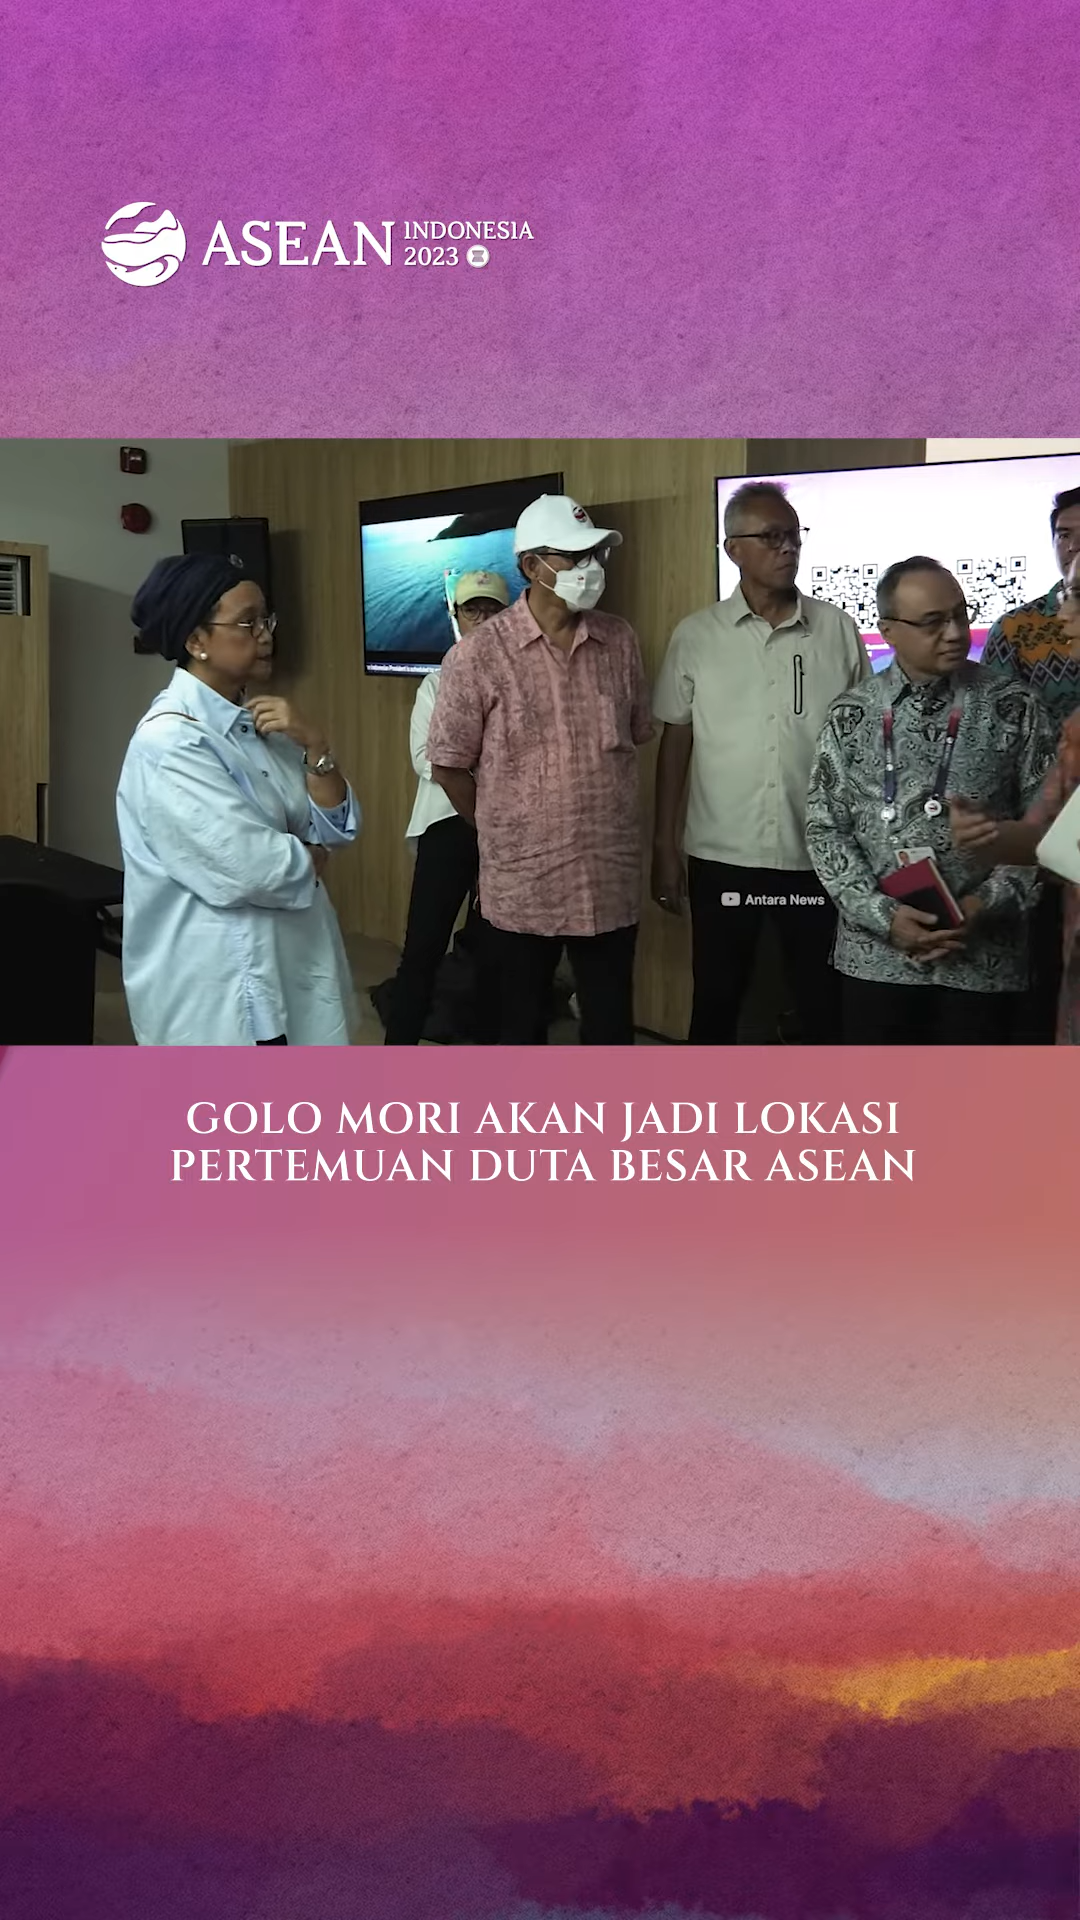 ASEAN INDONESIA
2023
Antara News
GOLO MORI AKAN JADI LOKASI
PERTEMUAN DUTA BESAR ASEAN